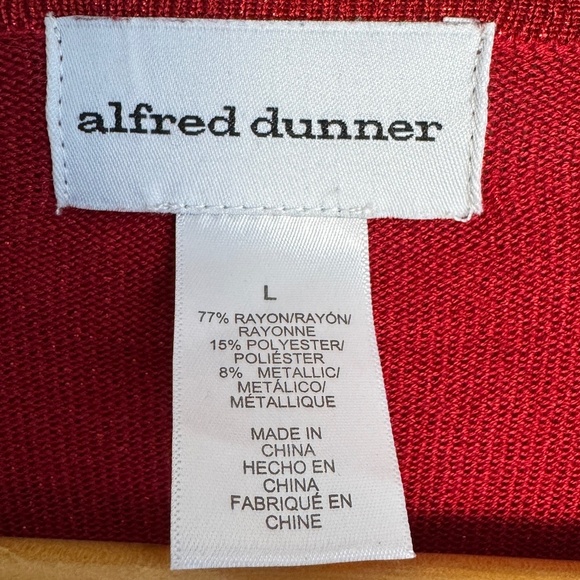 alfred dunner
L
77% RAYON/RAYÓN/
RAYONNE
15% POLYESTER/
POLIÉSTER
8% METALLIC/
METÁLICO/
MÉTALLIQUE
MADE IN
CHINA
HECHO EN
CHINA
FABRIQUÉ EN
CHINE